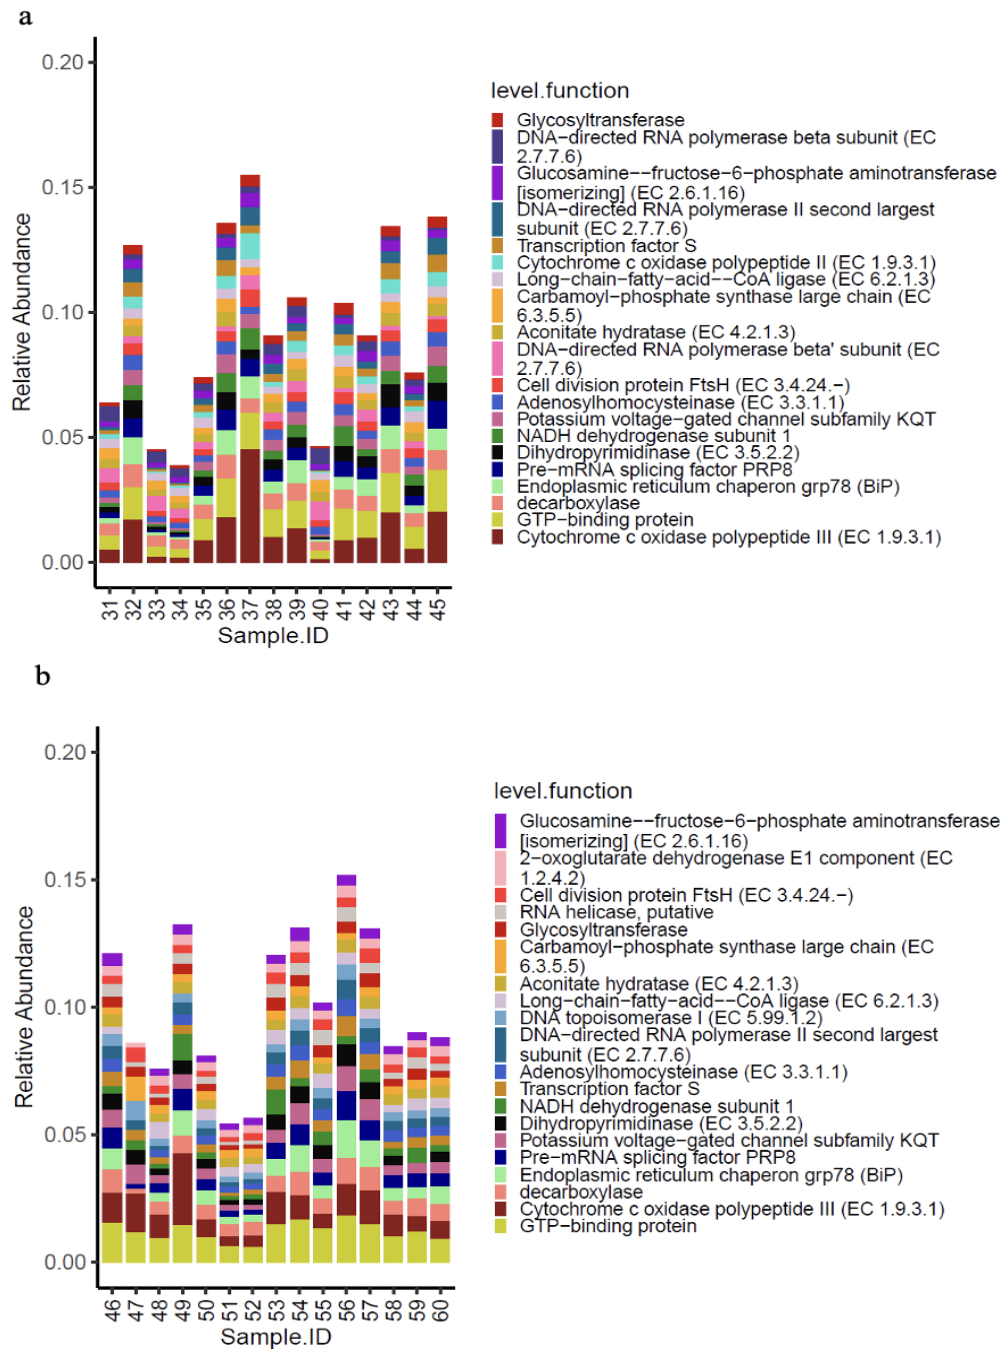 a
0.20
0.15
0.10
0.05
0.00
Relative Abundance
31 32 33 34 35 36 37 38 39 40 41 42 43 44 45
Sample.ID
level.function
Glycosyltransferase
DNA−directed RNA polymerase beta subunit (EC
2.7.7.6)
Glucosamine−−fructose−6−phosphate aminotransferase
[isomerizing] (EC 2.6.1.16)
DNA−directed RNA polymerase II second largest
subunit (EC 2.7.7.6)
Transcription factor S
Cytochrome c oxidase polypeptide II (EC 1.9.3.1)
Long−chain−fatty−acid−−CoA ligase (EC 6.2.1.3)
Carbamoyl−phosphate synthase large chain (EC
6.3.5.5)
Aconitate hydratase (EC 4.2.1.3)
DNA−directed RNA polymerase beta' subunit (EC
2.7.7.6)
Cell division protein FtsH (EC 3.4.24.−)
Adenosylhomocysteinase (EC 3.3.1.1)
Potassium voltage−gated channel subfamily KQT
NADH dehydrogenase subunit 1
Dihydropyrimidinase (EC 3.5.2.2)
Pre−mRNA splicing factor PRP8
Endoplasmic reticulum chaperon grp78 (BiP)
decarboxylase
GTP−binding protein
Cytochrome c oxidase polypeptide III (EC 1.9.3.1)
b
0.20
0.15
0.10
0.05
0.00
Relative Abundance
46 47 48 49 50 51 52 53 54 55 56 57 58 59 60
Sample.ID
level.function
Glucosamine−−fructose−6−phosphate aminotransferase
[isomerizing] (EC 2.6.1.16)
2−oxoglutarate dehydrogenase E1 component (EC
1.2.4.2)
Cell division protein FtsH (EC 3.4.24.−)
RNA helicase, putative
Glycosyltransferase
Carbamoyl−phosphate synthase large chain (EC
6.3.5.5)
Aconitate hydratase (EC 4.2.1.3)
Long−chain−fatty−acid−−CoA ligase (EC 6.2.1.3)
DNA topoisomerase I (EC 5.99.1.2)
DNA−directed RNA polymerase II second largest
subunit (EC 2.7.7.6)
Adenosylhomocysteinase (EC 3.3.1.1)
Transcription factor S
NADH dehydrogenase subunit 1
Dihydropyrimidinase (EC 3.5.2.2)
Potassium voltage−gated channel subfamily KQT
Pre−mRNA splicing factor PRP8
Endoplasmic reticulum chaperon grp78 (BiP)
decarboxylase
Cytochrome c oxidase polypeptide III (EC 1.9.3.1)
GTP−binding protein